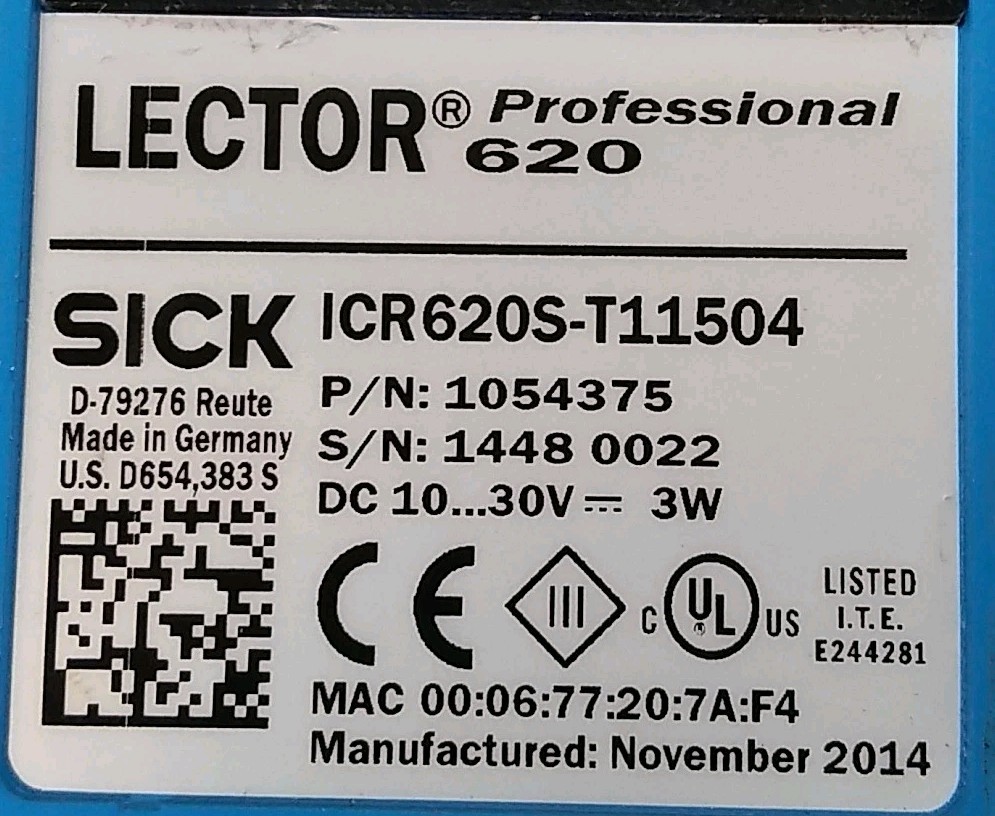 LECTOR® Professional
620
SICK ICR620S-T11504
D-79276 Reute
Made in Germany
U.S. D654,383 S
P/N: 1054375
S/N: 1448 0022
DC 10...30V ⎓ 3W
CE III C UL US LISTED
I.T.E.
E244281
MAC 00:06:77:20:7A:F4
Manufactured: November 2014